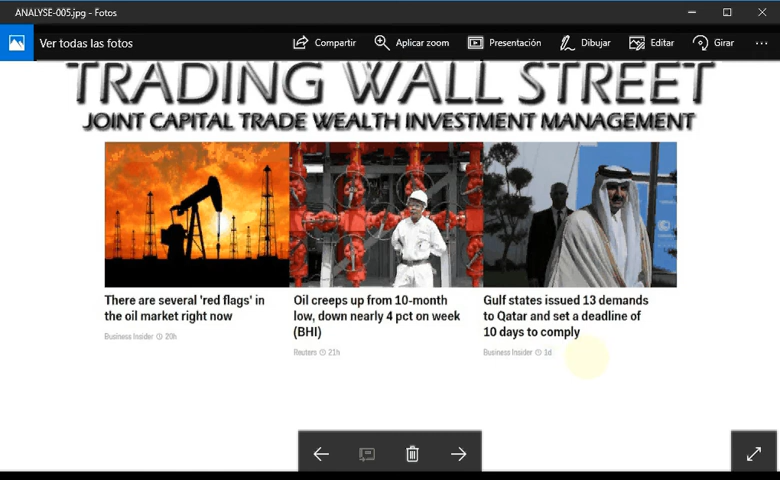 ANALYSE-005.jpg - Fotos
Ver todas las fotos
Compartir
Aplicar zoom
Presentación
Dibujar
Editar
Girar
TRADING WALL STREET
JOINT CAPITAL TRADE WEALTH INVESTMENT MANAGEMENT
There are several 'red flags' in
the oil market right now
Business Insider 20h
Oil creeps up from 10-month
low, down nearly 4 pct on week
(BHI)
Reuters 21h
Gulf states issued 13 demands
to Qatar and set a deadline of
10 days to comply
Business Insider 1d